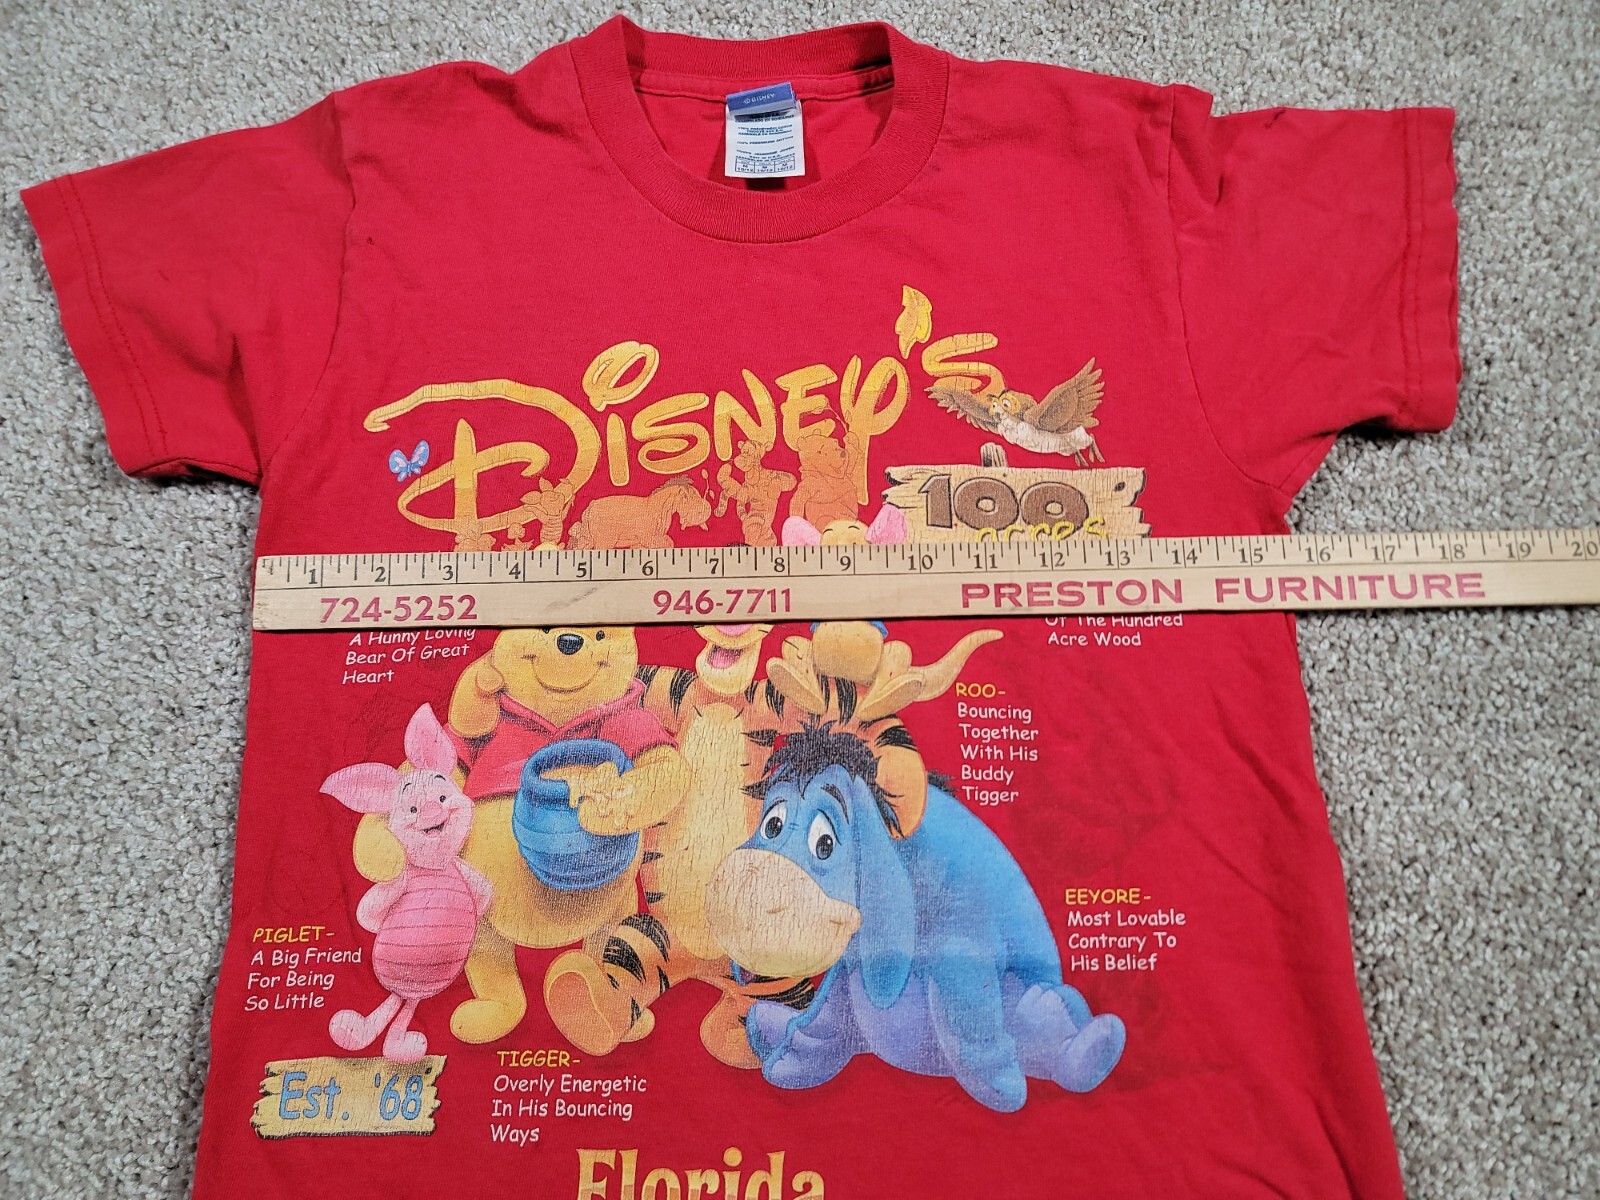 © DISNEY
DISNEY'S
100
acres
1 2 3 4 5 6 7 8 9 10 11 12 13 14 15 16 17 18 19 20
724-5252 946-7711 PRESTON FURNITURE
A Hunny Loving
Bear Of Great
Heart
Of The Hundred
Acre Wood
ROO-
Bouncing
Together
With His
Buddy
Tigger
EEYORE-
Most Lovable
Contrary To
His Belief
PIGLET-
A Big Friend
For Being
So Little
TIGGER-
Overly Energetic
In His Bouncing
Ways
Est. '68
Florida